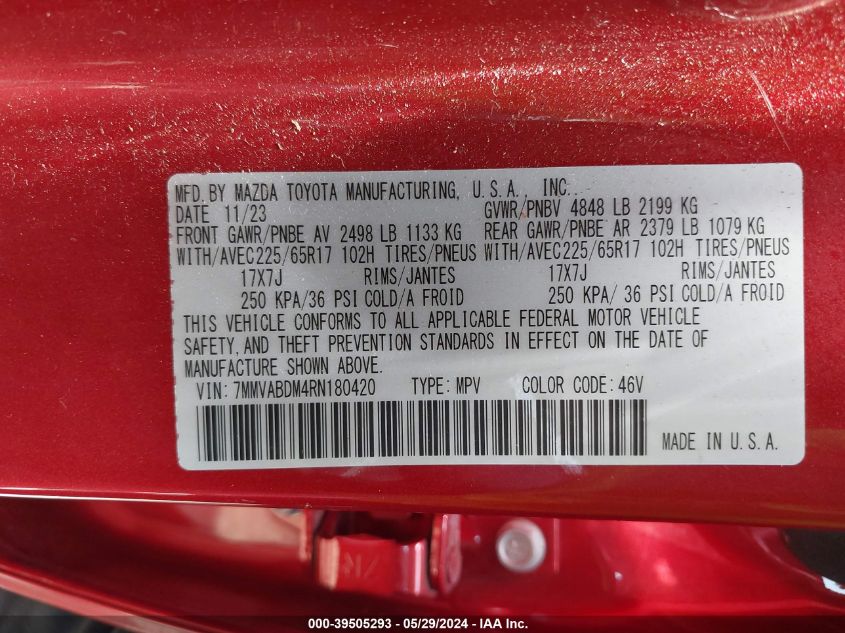 MFD. BY MAZDA TOYOTA MANUFACTURING, U.S.A., INC.
DATE 11/23 GVWR/PNBV 4848 LB 2199 KG
FRONT GAWR/PNBE AV 2498 LB 1133 KG REAR GAWR/PNBE AR 2379 LB 1079 KG
WITH/AVEC225/65R17 102H TIRES/PNEUS WITH/AVEC225/65R17 102H TIRES/PNEUS
17X7J RIMS/JANTES 17X7J RIMS/JANTES
250 KPA/36 PSI COLD/A FROID 250 KPA/ 36 PSI COLD/A FROID
THIS VEHICLE CONFORMS TO ALL APPLICABLE FEDERAL MOTOR VEHICLE
SAFETY, AND THEFT PREVENTION STANDARDS IN EFFECT ON THE DATE OF
MANUFACTURE SHOWN ABOVE.
VIN: 7MMVABDM4RN180420 TYPE: MPV COLOR CODE: 46V
MADE IN U.S.A.
000-39505293 - 05/29/2024 - IAA Inc.